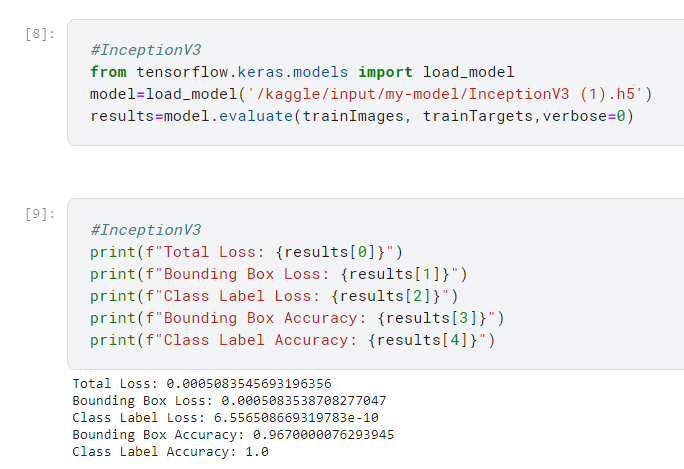 [8]:
#InceptionV3
from tensorflow.keras.models import load_model
model=load_model('/kaggle/input/my-model/InceptionV3 (1).h5')
results=model.evaluate(trainImages, trainTargets,verbose=0)
[9]:
#InceptionV3
print(f"Total Loss: {results[0]}")
print(f"Bounding Box Loss: {results[1]}")
print(f"Class Label Loss: {results[2]}")
print(f"Bounding Box Accuracy: {results[3]}")
print(f"Class Label Accuracy: {results[4]}")
Total Loss: 0.0005083545693196356
Bounding Box Loss: 0.0005083538708277047
Class Label Loss: 6.556508669319783e-10
Bounding Box Accuracy: 0.9670000076293945
Class Label Accuracy: 1.0